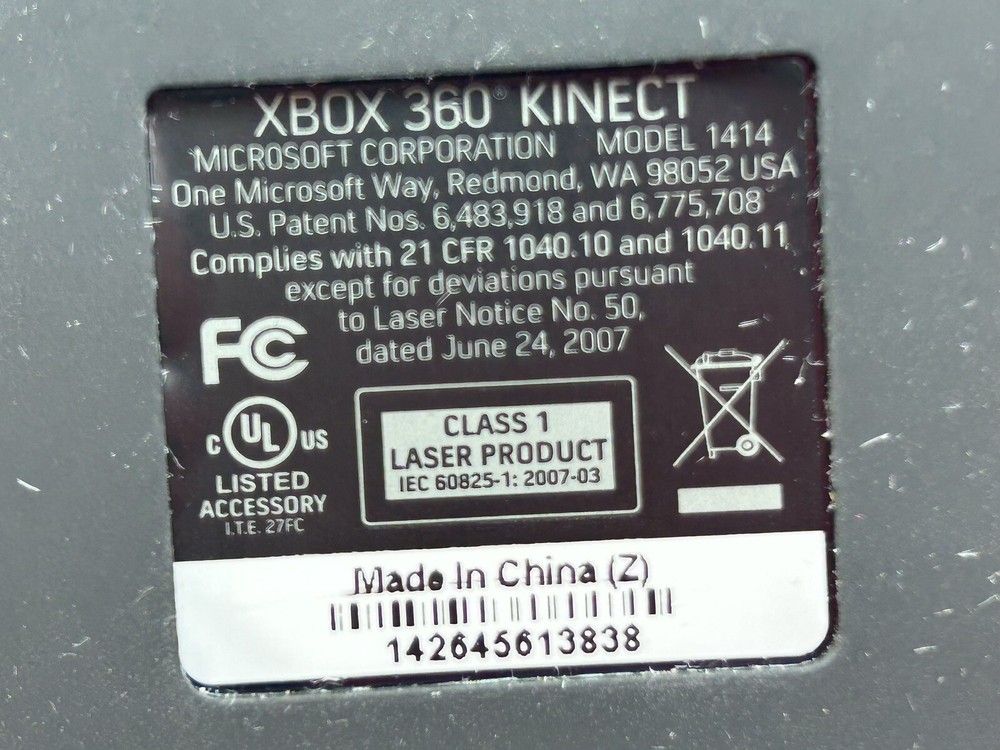 XBOX 360® KINECT
MICROSOFT CORPORATION MODEL 1414
One Microsoft Way, Redmond, WA 98052 USA
U.S. Patent Nos. 6,483,918 and 6,775,708
Complies with 21 CFR 1040.10 and 1040.11,
except for deviations pursuant
to Laser Notice No. 50,
dated June 24, 2007
FC
C UL US
LISTED
ACCESSORY
I.T.E. 27FC
CLASS 1
LASER PRODUCT
IEC 60825-1: 2007-03
Made In China (Z)
142645613838